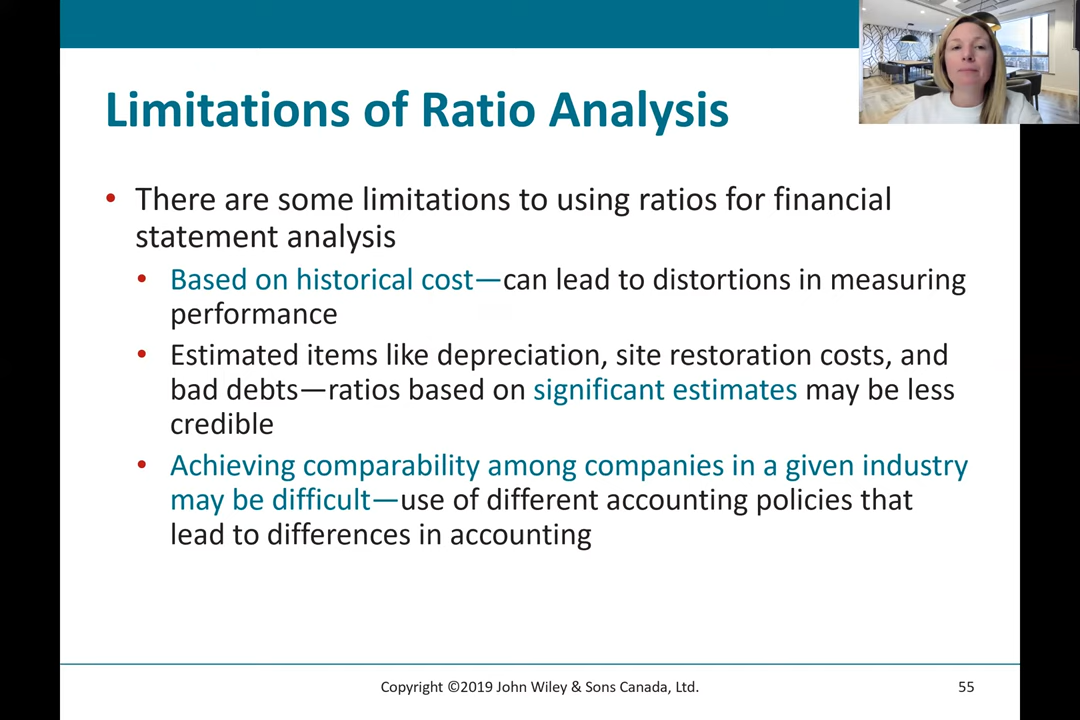 Limitations of Ratio Analysis
• There are some limitations to using ratios for financial
statement analysis
• Based on historical cost—can lead to distortions in measuring
performance
• Estimated items like depreciation, site restoration costs, and
bad debts—ratios based on significant estimates may be less
credible
• Achieving comparability among companies in a given industry
may be difficult—use of different accounting policies that
lead to differences in accounting
Copyright ©2019 John Wiley & Sons Canada, Ltd.
55